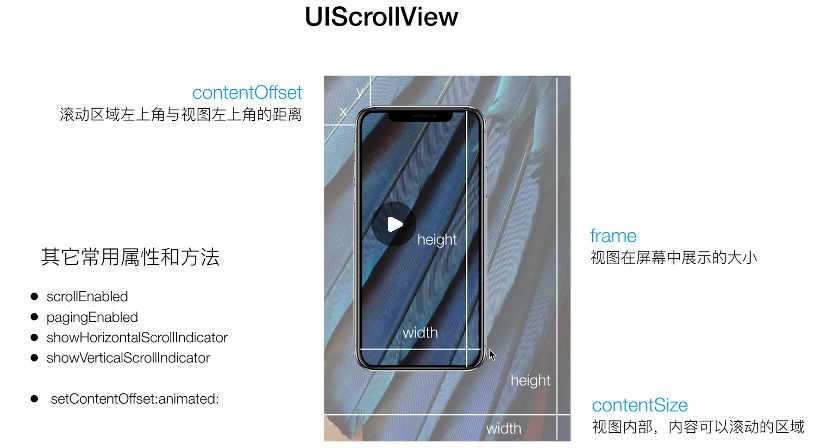 UIScrollView
contentOffset
滚动区域左上角与视图左上角的距离
y
x
height
width
frame
视图在屏幕中展示的大小
其它常用属性和方法
scrollEnabled
pagingEnabled
showHorizontalScrollIndicator
showVerticalScrollIndicator
setContentOffset:animated:
height
width
contentSize
视图内部，内容可以滚动的区域